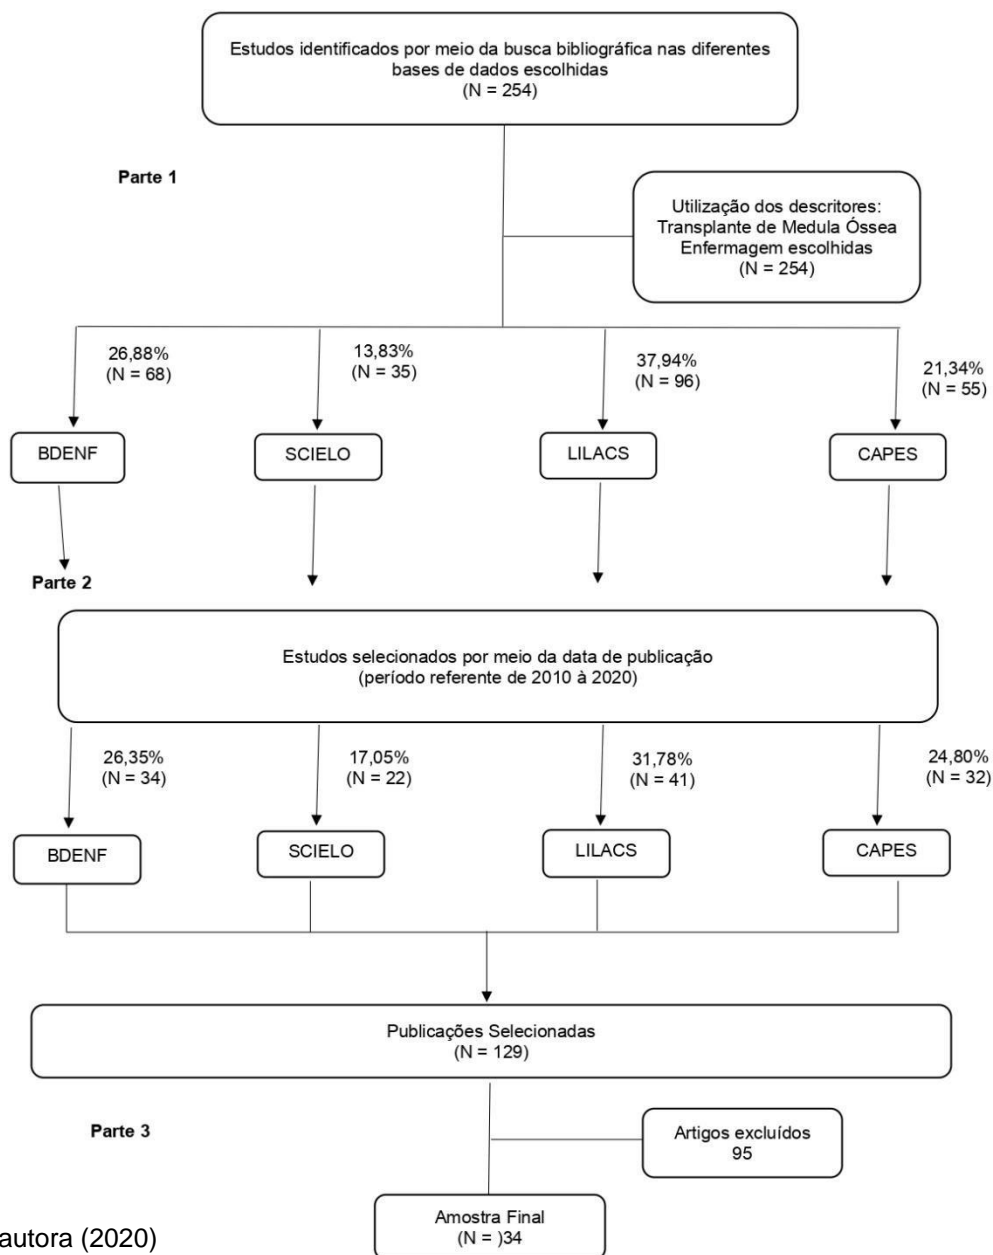 Estudos identificados por meio da busca bibliográfica nas diferentes
bases de dados escolhidas
(N = 254)
Parte 1
Utilização dos descritores:
Transplante de Medula Óssea
Enfermagem escolhidas
(N = 254)
26,88%
(N = 68)
13,83%
(N = 35)
37,94%
(N = 96)
21,34%
(N = 55)
BDENF
SCIELO
LILACS
CAPES
Parte 2
Estudos selecionados por meio da data de publicação
(período referente de 2010 à 2020)
26,35%
(N = 34)
17,05%
(N = 22)
31,78%
(N = 41)
24,80%
(N = 32)
BDENF
SCIELO
LILACS
CAPES
Publicações Selecionadas
(N = 129)
Parte 3
Artigos excluídos
95
Amostra Final
(N = )34
autora (2020)